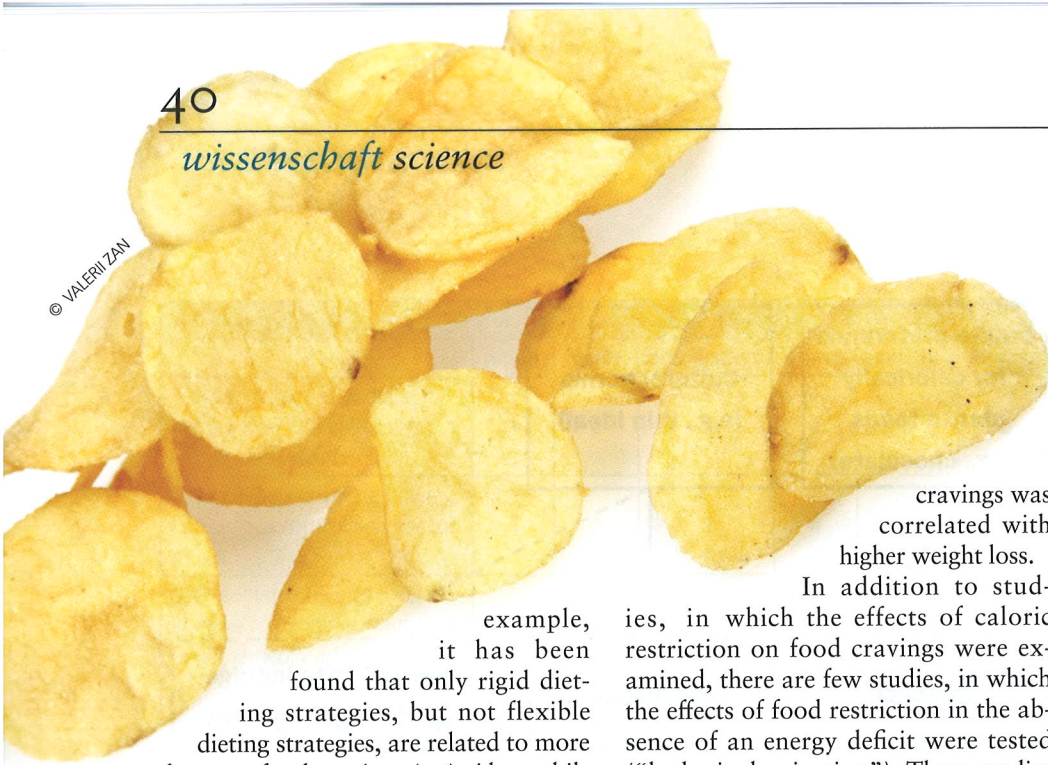 40
wissenschaft science
© VALERII ZAN
example,
it has been
found that only rigid diet-
ing strategies, but not flexible
dieting strategies, are related to more
cravings was
correlated with
higher weight loss.
In addition to stud-
ies, in which the effects of caloric
restriction on food cravings were ex-
amined, there are few studies, in which
the effects of food restriction in the ab-
sence of an energy deficit were tested